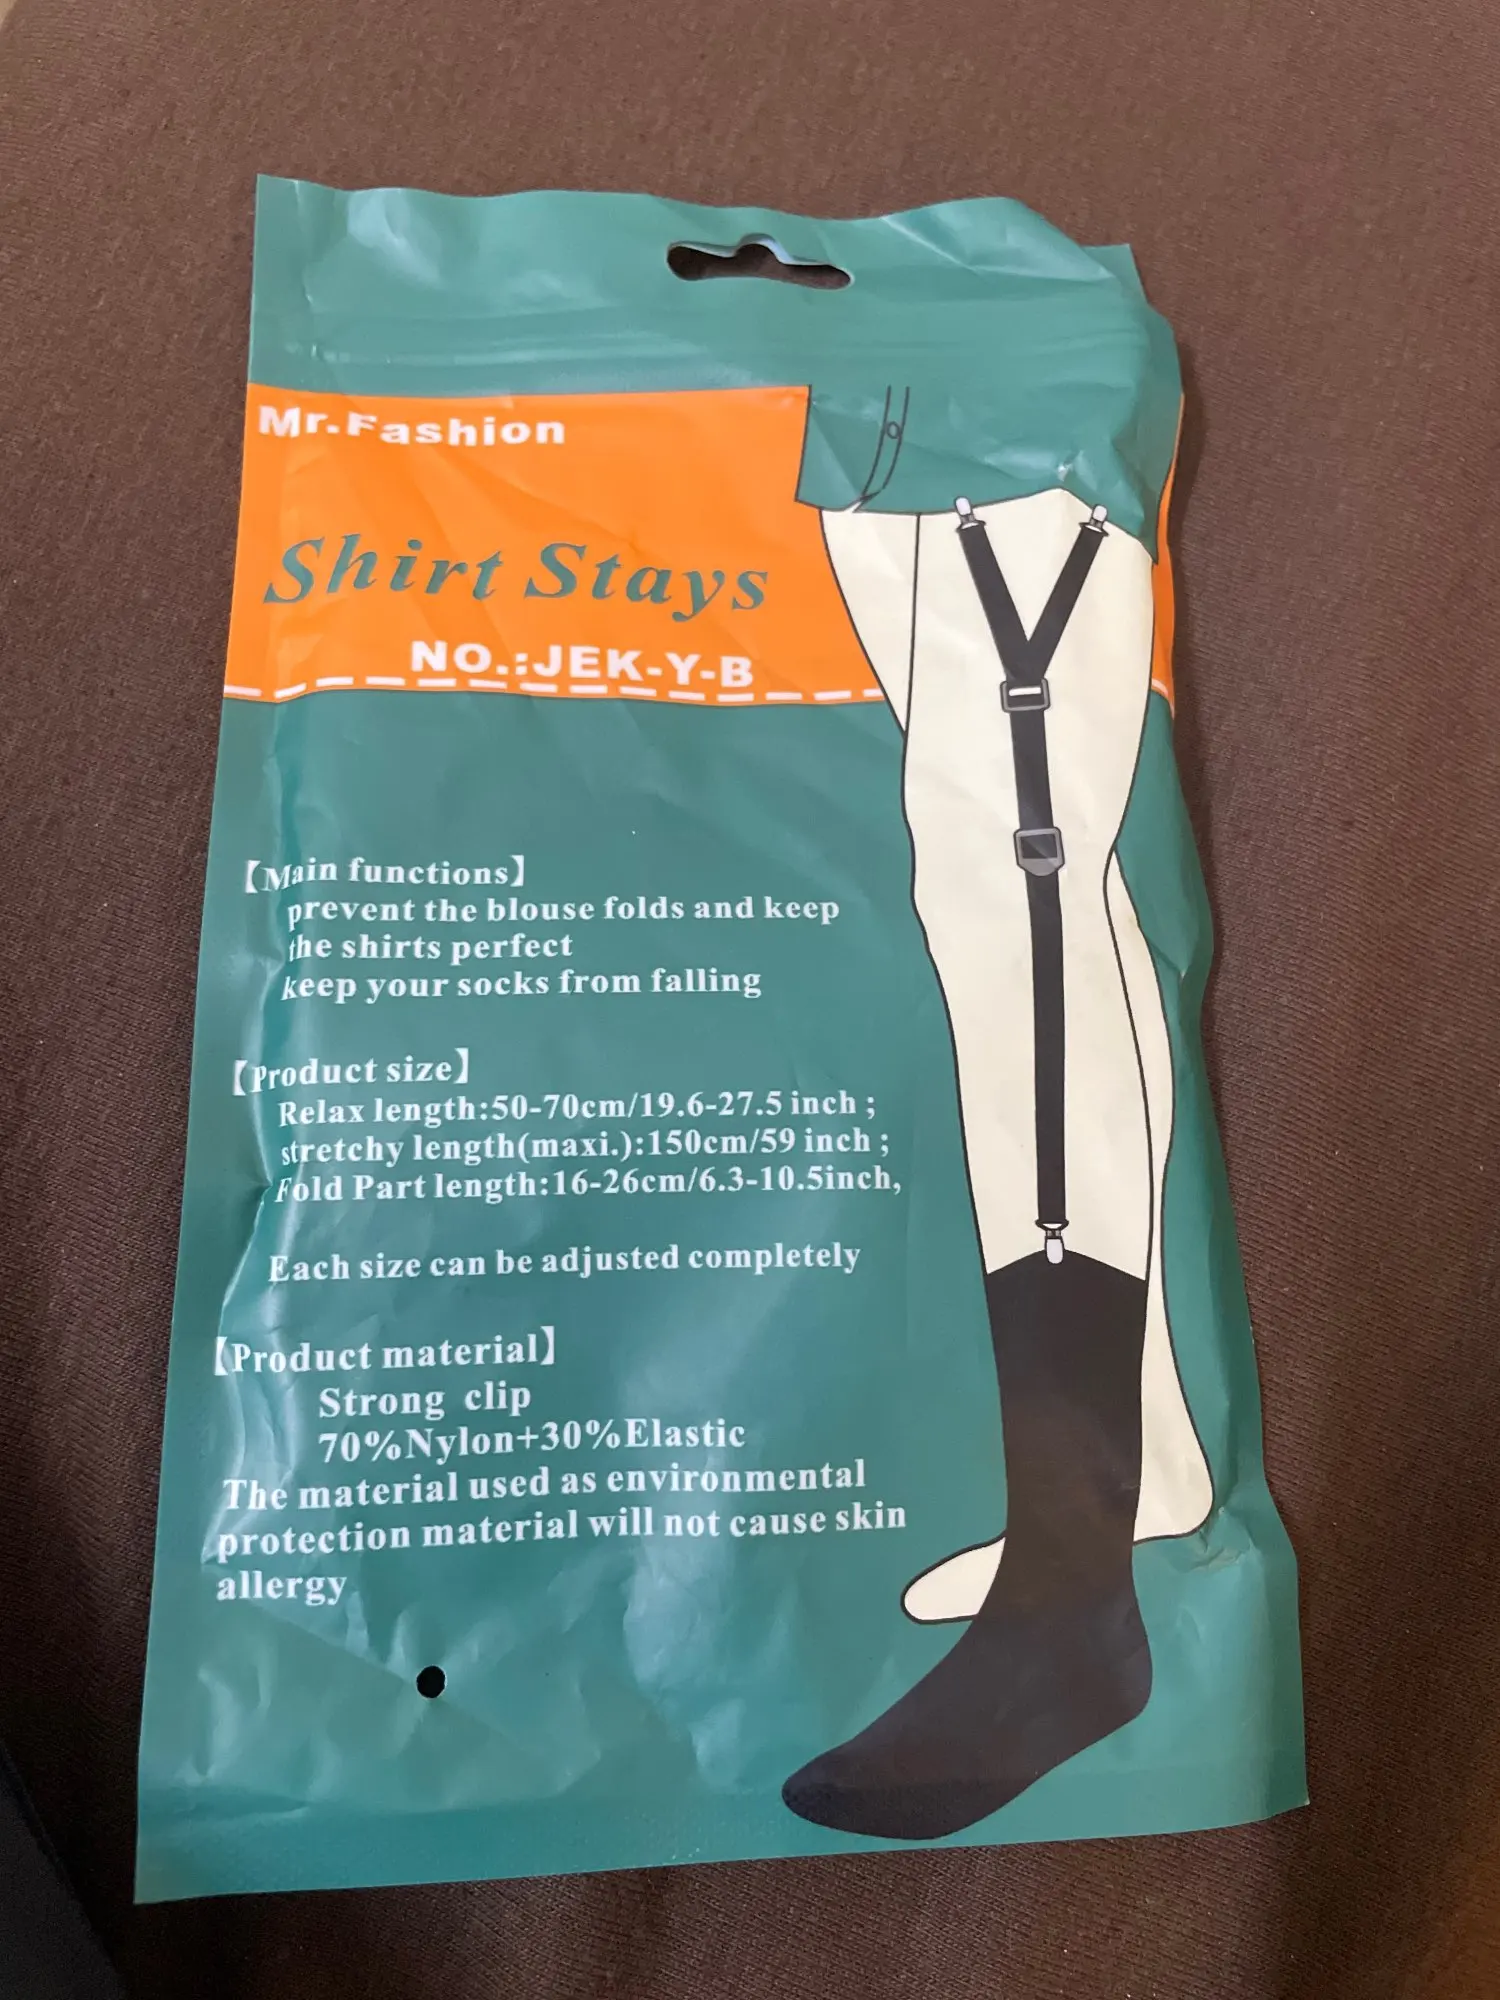 Mr.Fashion
Shirt Stays
NO.:JEK-Y-B
【Main functions】
prevent the blouse folds and keep
the shirts perfect
keep your socks from falling
【Product size】
Relax length:50-70cm/19.6-27.5 inch ;
stretchy length(maxi.):150cm/59 inch ;
Fold Part length:16-26cm/6.3-10.5inch,
Each size can be adjusted completely
【Product material】
Strong clip
70%Nylon+30%Elastic
The material used as environmental
protection material will not cause skin
allergy